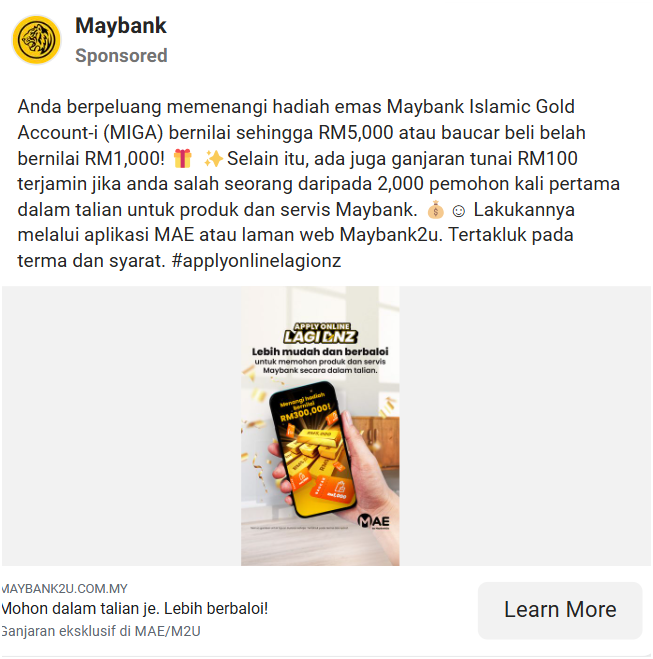 Maybank
Sponsored
Anda berpeluang memenangi hadiah emas Maybank Islamic Gold
Account-i (MIGA) bernilai sehingga RM5,000 atau baucar beli belah
bernilai RM1,000! 🎁 ✨Selain itu, ada juga ganjaran tunai RM100
terjamin jika anda salah seorang daripada 2,000 pemohon kali pertama
dalam talian untuk produk dan servis Maybank. 💰☺ Lakukannya
melalui aplikasi MAE atau laman web Maybank2u. Tertakluk pada
terma dan syarat. #applyonlinelagionz
APPLY ONLINE
LAGI ONZ
Lebih mudah dan berbaloi
untuk memohon produk dan servis
Maybank secara dalam talian.
Menangi hadiah
bernilai
RM300,000!
MAE
MAYBANK2U.COM.MY
Mohon dalam talian je. Lebih berbaloi!
Ganjaran eksklusif di MAE/M2U
Learn More